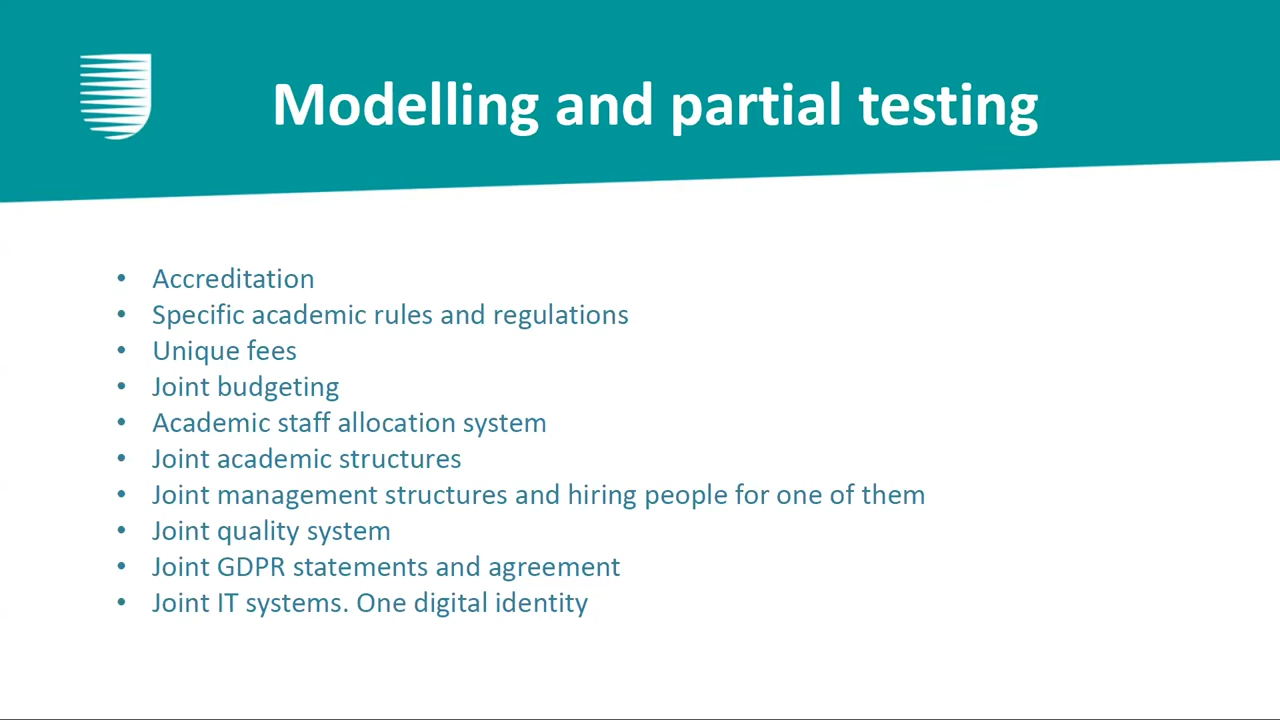 Modelling and partial testing
• Accreditation
• Specific academic rules and regulations
• Unique fees
• Joint budgeting
• Academic staff allocation system
• Joint academic structures
• Joint management structures and hiring people for one of them
• Joint quality system
• Joint GDPR statements and agreement
• Joint IT systems. One digital identity